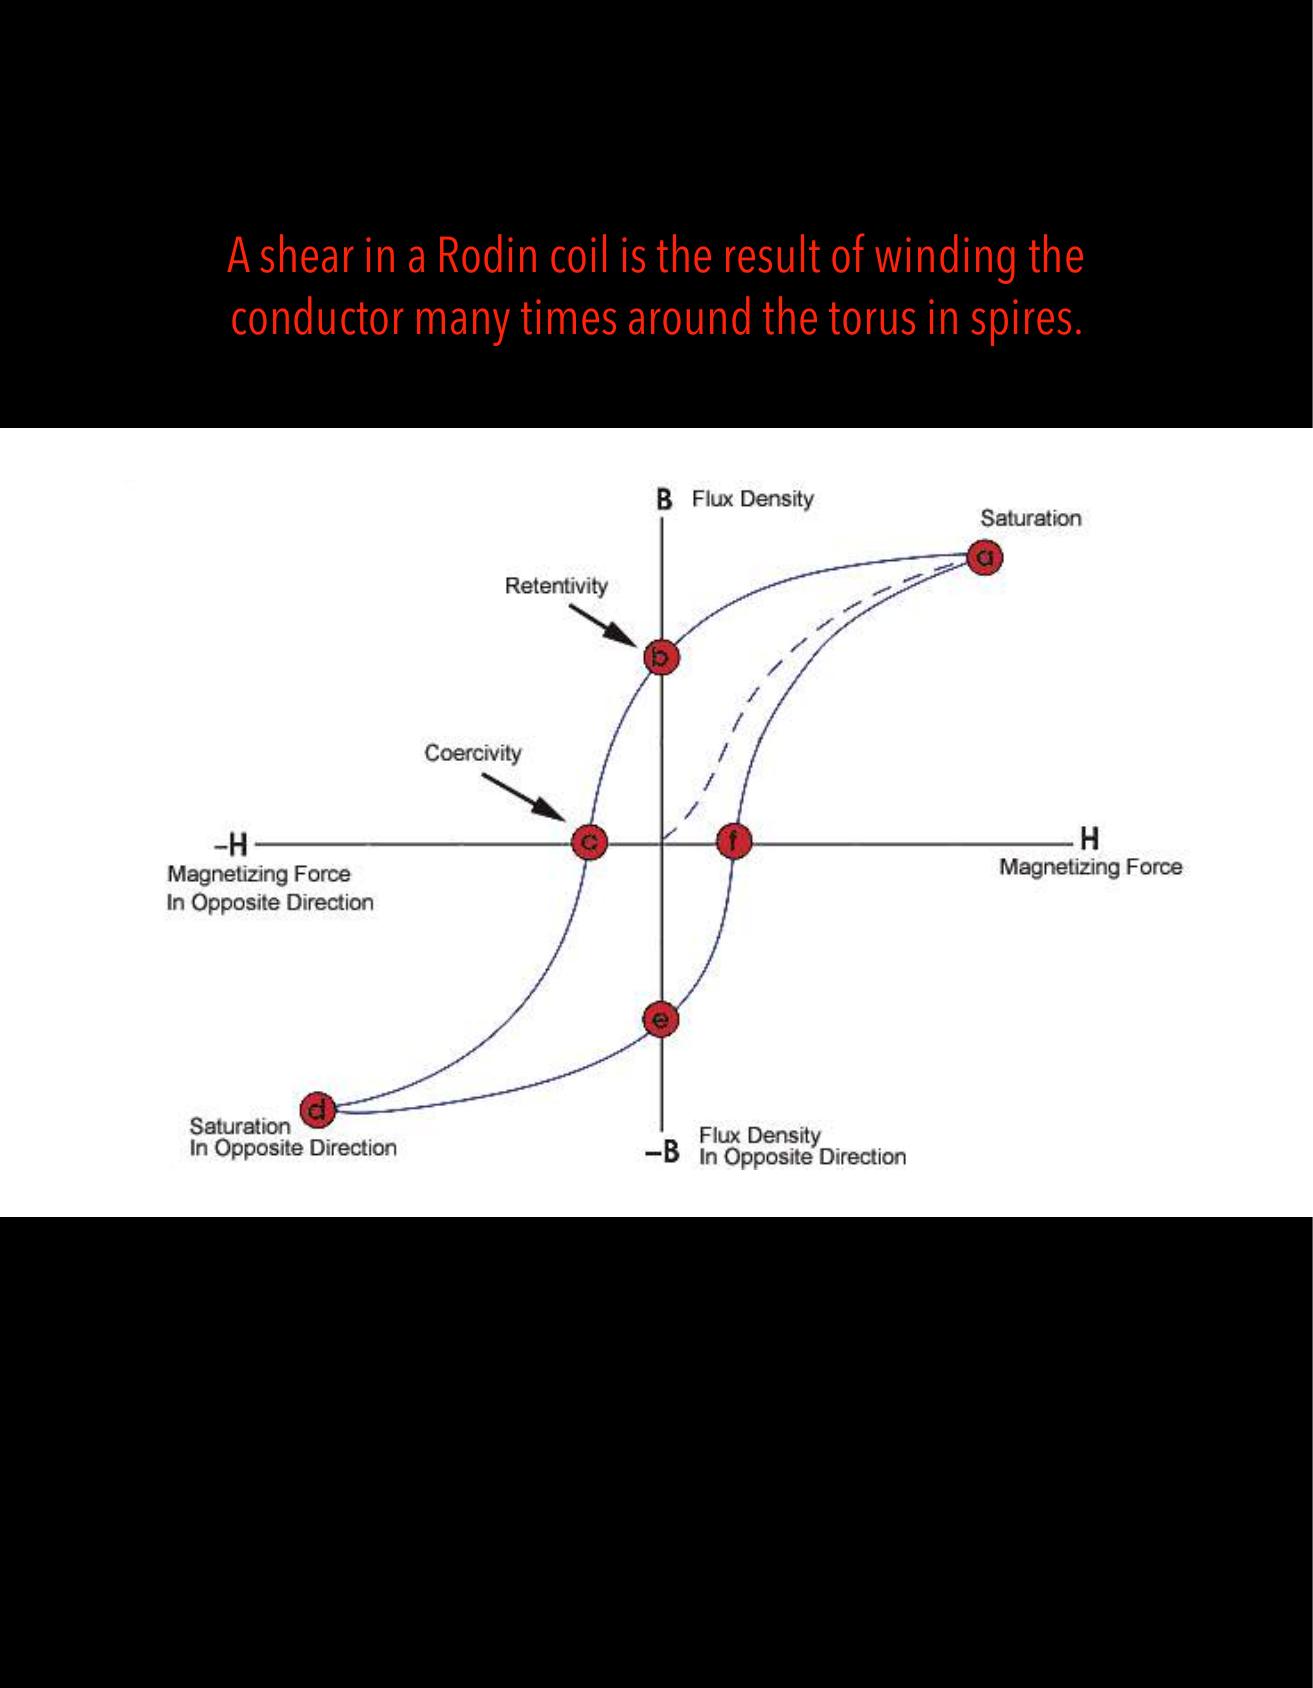 A shear in a Rodin coil is the result of winding the
conductor many times around the torus in spires.
B Flux Density
Saturation
a
Retentivity
b
Coercivity
–H
c
f
H
Magnetizing Force
In Opposite Direction
Magnetizing Force
e
d
Saturation
In Opposite Direction
–B
Flux Density
In Opposite Direction